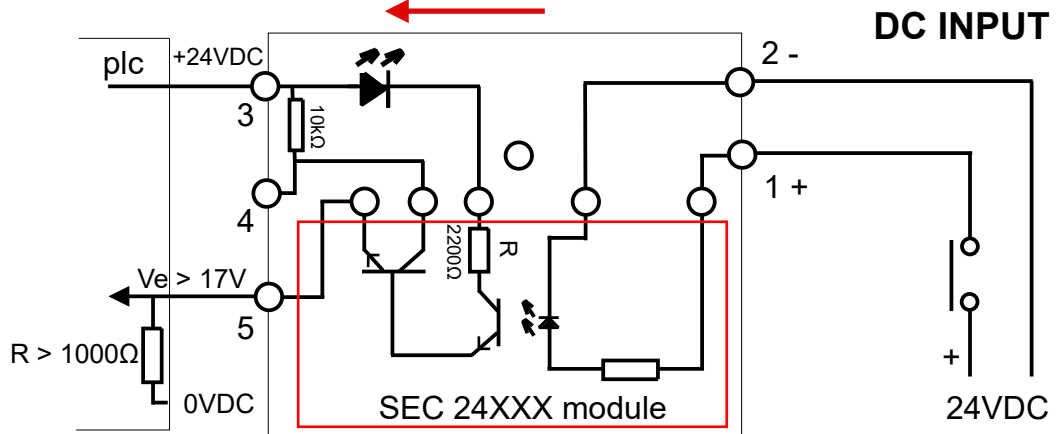 DC INPUT
plc
+24VDC
2 -
3
10kΩ
1 +
4
2200Ω
R
Ve > 17V
5
+
R > 1000Ω
0VDC
SEC 24XXX module
24VDC